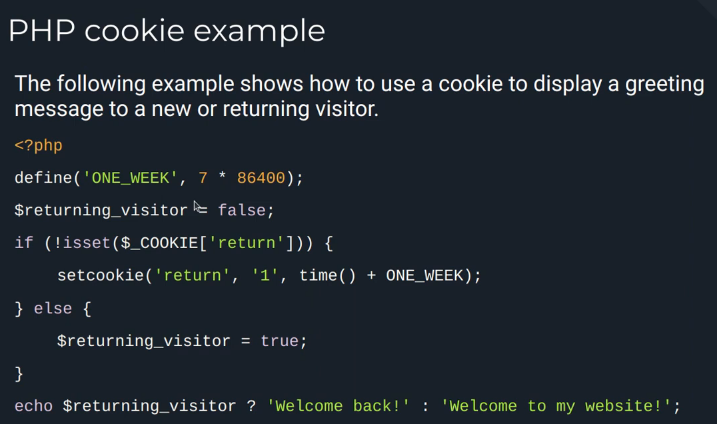 PHP cookie example
The following example shows how to use a cookie to display a greeting
message to a new or returning visitor.
<?php
define('ONE_WEEK', 7 * 86400);
$returning_visitor = false;
if (!isset($_COOKIE['return'])) {
setcookie('return', '1', time() + ONE_WEEK);
} else {
$returning_visitor = true;
}
echo $returning_visitor ? 'Welcome back!' : 'Welcome to my website!';